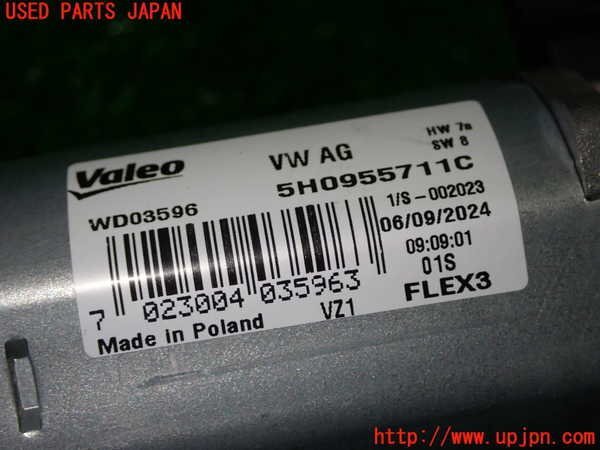 USED PARTS JAPAN
Valeo
VW AG
HW 7a
SW 8
5H0955711C
WD03596
1/S-002023
06/09/2024
09:09:01
01S
FLEX3
7 023004 035963
VZ1
Made in Poland
http://www.upjpn.com/